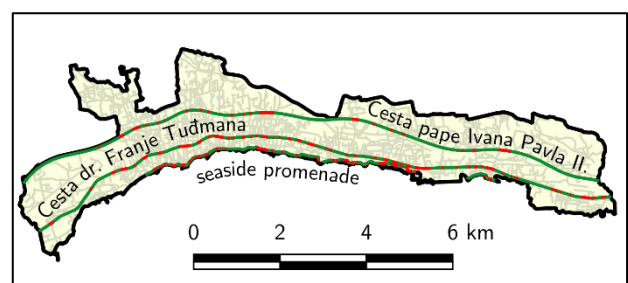 Cesta pape Ivana Pavla II.
Cesta dr. Franje Tuđmana
seaside promenade
0 2 4 6 km